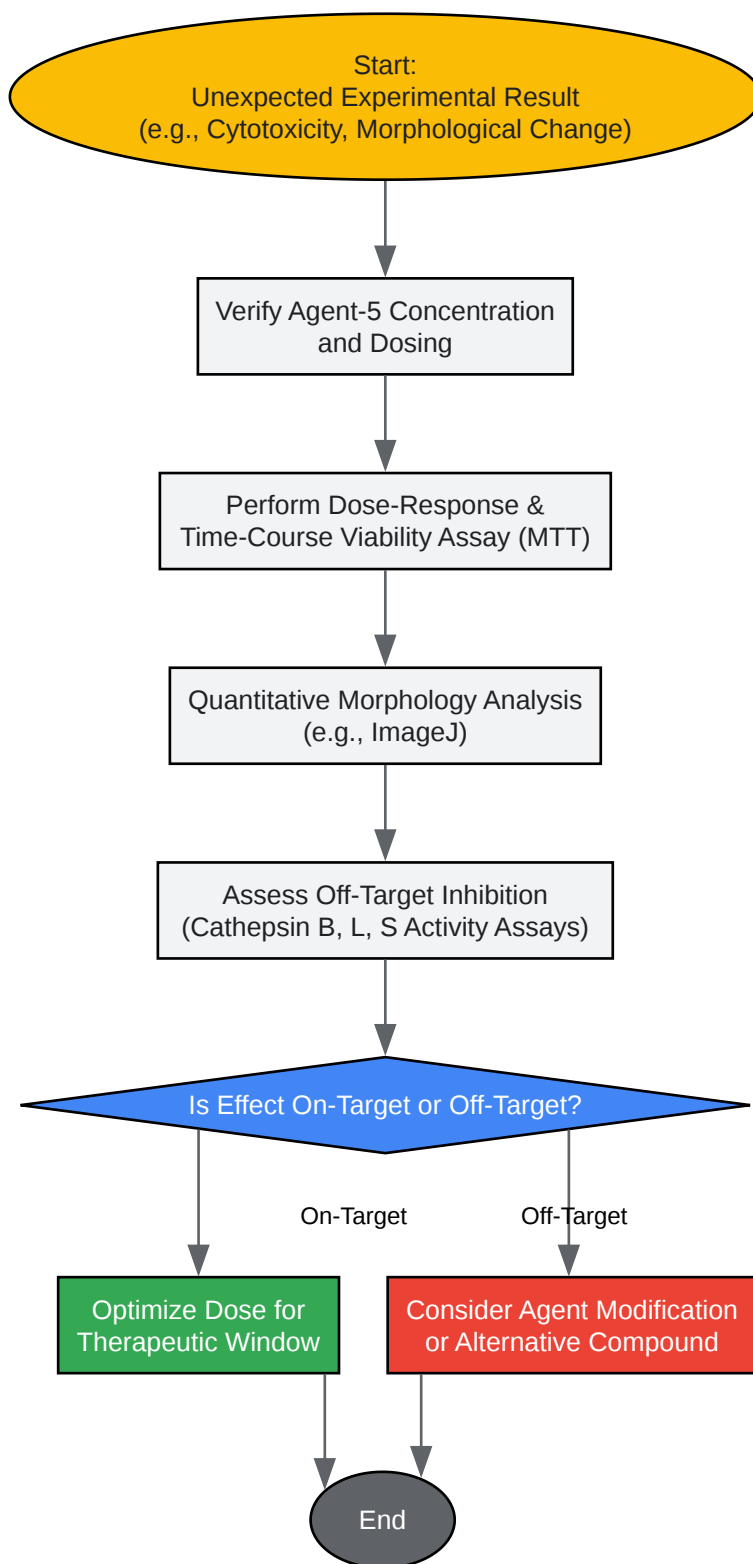 Start:
Unexpected Experimental Result
(e.g., Cytotoxicity, Morphological Change)
Verify Agent-5 Concentration
and Dosing
Perform Dose-Response &
Time-Course Viability Assay (MTT)
Quantitative Morphology Analysis
(e.g., ImageJ)
Assess Off-Target Inhibition
(Cathepsin B, L, S Activity Assays)
Is Effect On-Target or Off-Target?
On-Target
Off-Target
Optimize Dose for
Therapeutic Window
Consider Agent Modification
or Alternative Compound
End